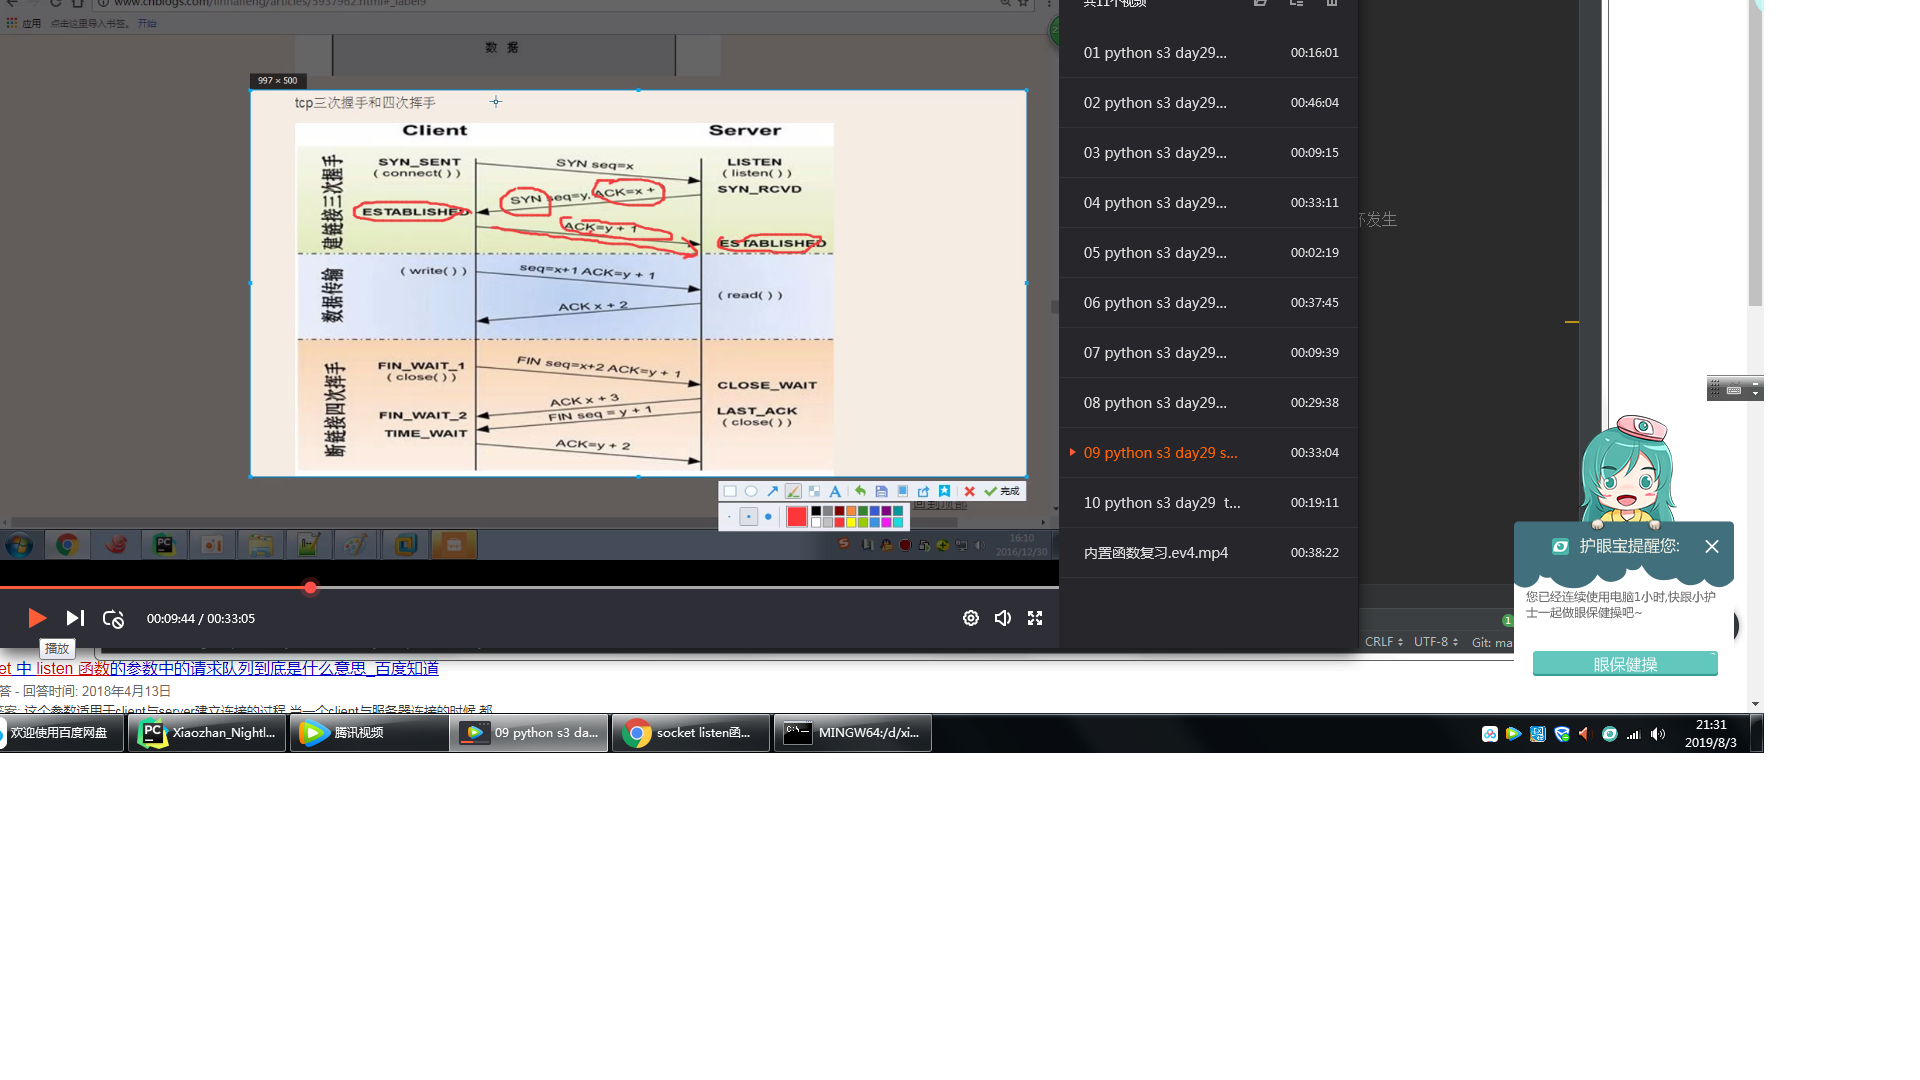 www.cnblogs.com/linhaifeng/articles/5937962.html#_label9
应用 点击这里导入书签。 开始
数 据
997 × 500
tcp三次握手和四次挥手
Client Server
建链接三次握手
SYN_SENT
( connect( ) )
SYN seq=x
LISTEN
( listen( ) )
SYN_RCVD
SYN seq=y, ACK=x +
ESTABLISHED
ACK=y + 1
ESTABLISHED
数据传输
( write( ) )
seq=x+1 ACK=y + 1
( read( ) )
ACK x + 2
断链接四次挥手
FIN_WAIT_1
( close( ) )
FIN seq=x+2 ACK=y + 1
CLOSE_WAIT
ACK x + 3
FIN_WAIT_2
FIN seq = y + 1
LAST_ACK
( close( ) )
TIME_WAIT
ACK=y + 2
完成
回到顶部
16:10
2016/12/30
00:09:44 / 00:33:05
播放
共11个视频
01 python s3 day29... 00:16:01
02 python s3 day29... 00:46:04
03 python s3 day29... 00:09:15
04 python s3 day29... 00:33:11
05 python s3 day29... 00:02:19
06 python s3 day29... 00:37:45
07 python s3 day29... 00:09:39
08 python s3 day29... 00:29:38
09 python s3 day29 s... 00:33:04
10 python s3 day29 t... 00:19:11
内置函数复习.ev4.mp4 00:38:22
发生
1
CRLF UTF-8 Git: ma
护眼宝提醒您:
您已经连续使用电脑1小时,快跟小护
士一起做眼保健操吧~
眼保健操
et 中 listen 函数的参数中的请求队列到底是什么意思_百度知道
答 - 回答时间: 2018年4月13日
答案: 这个参数适用于client与server建立连接的过程,当一个client与服务器连接的时候,都
欢迎使用百度网盘
Xiaozhan_Nightl...
腾讯视频
09 python s3 da...
socket listen函...
MINGW64:/d/xi...
21:31
2019/8/3